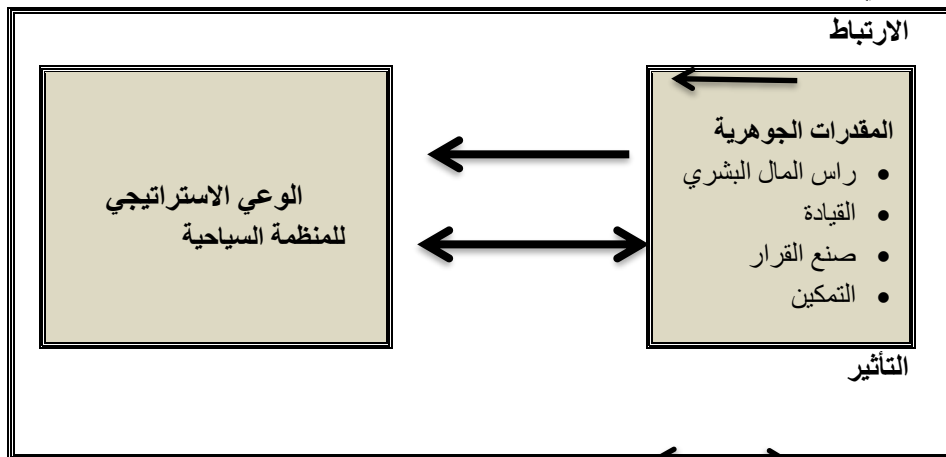 الارتباط
المقدرات الجوهرية
راس المال البشري
القيادة
صنع القرار
التمكين
الوعي الاستراتيجي
للمنظمة السياحية
التأثير